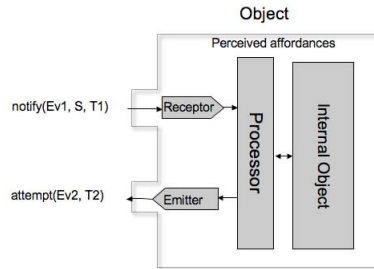 Object
Perceived affordances
notify(Ev1, S, T1)
Receptor
Processor
Internal Object
attempt(Ev2, T2)
Emitter